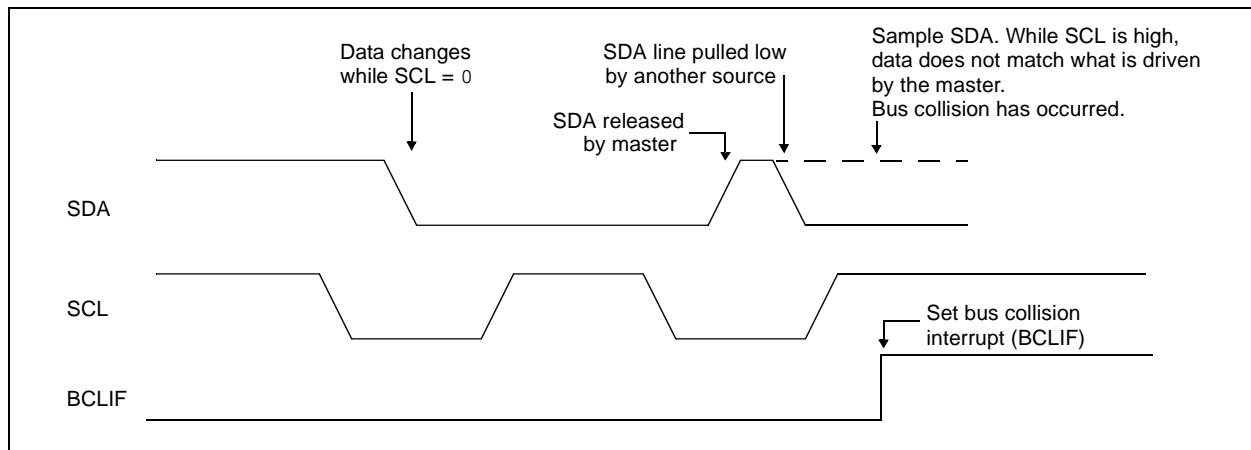 Data changes
while SCL = 0
SDA line pulled low
by another source
Sample SDA. While SCL is high,
data does not match what is driven
by the master.
Bus collision has occurred.
SDA released
by master
SDA
SCL
Set bus collision
interrupt (BCLIF)
BCLIF